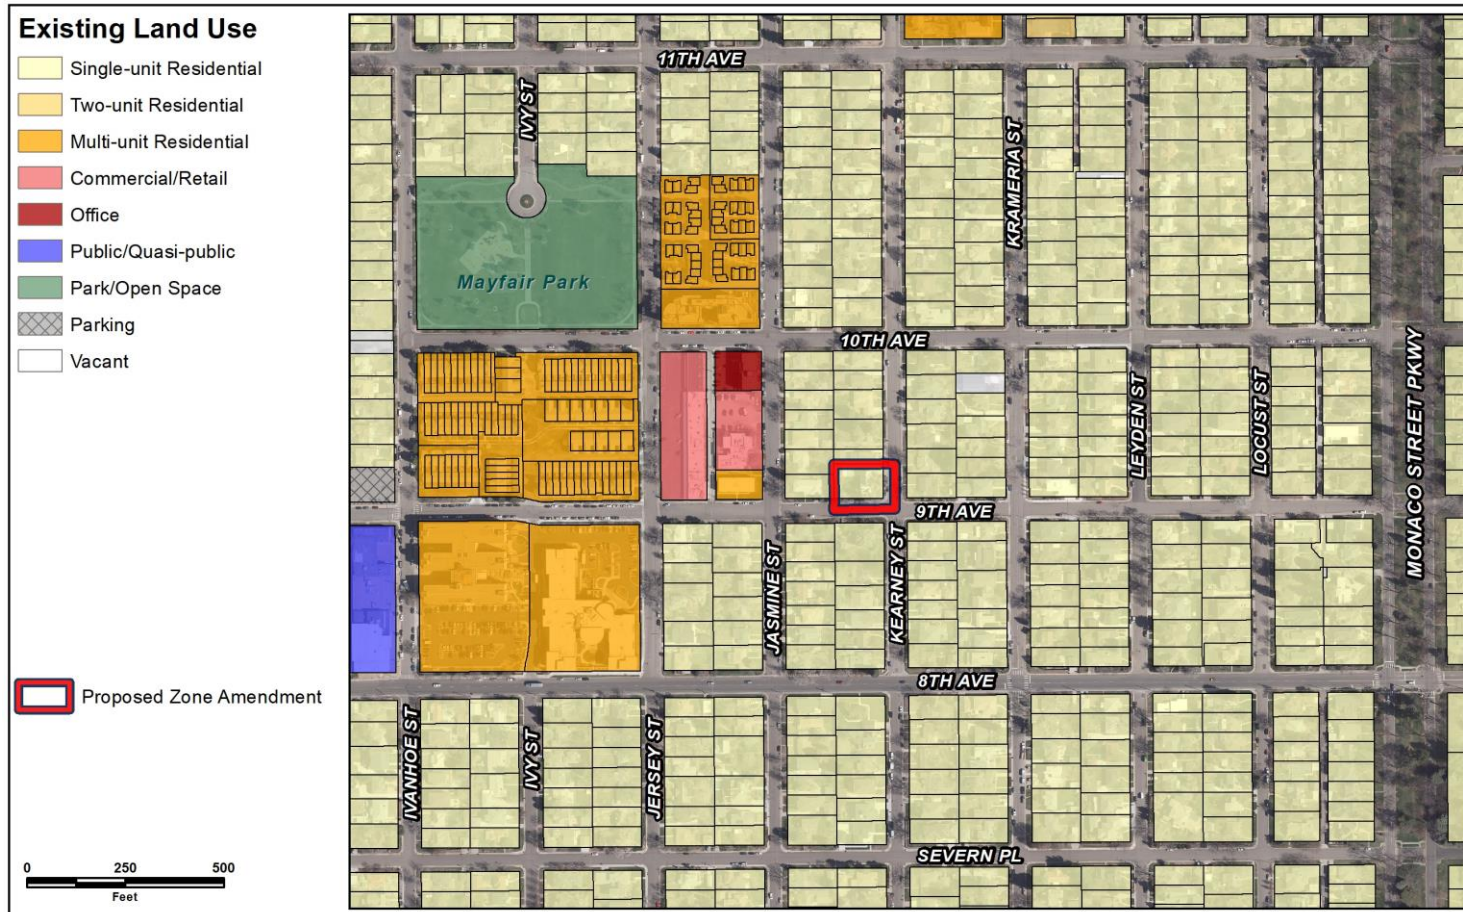 Existing Land Use
Single-unit Residential
Two-unit Residential
Multi-unit Residential
Commercial/Retail
Office
Public/Quasi-public
Park/Open Space
Parking
Vacant
Proposed Zone Amendment
0 250 500
Feet
11TH AVE
IVY ST
KRAMERIA ST
Mayfair Park
10TH AVE
MONACO STREET PKWY
LEYDEN ST
LOCUST ST
9TH AVE
JASMINE ST
KEARNEY ST
8TH AVE
IVANHOE ST
IVY ST
JERSEY ST
SEVERN PL